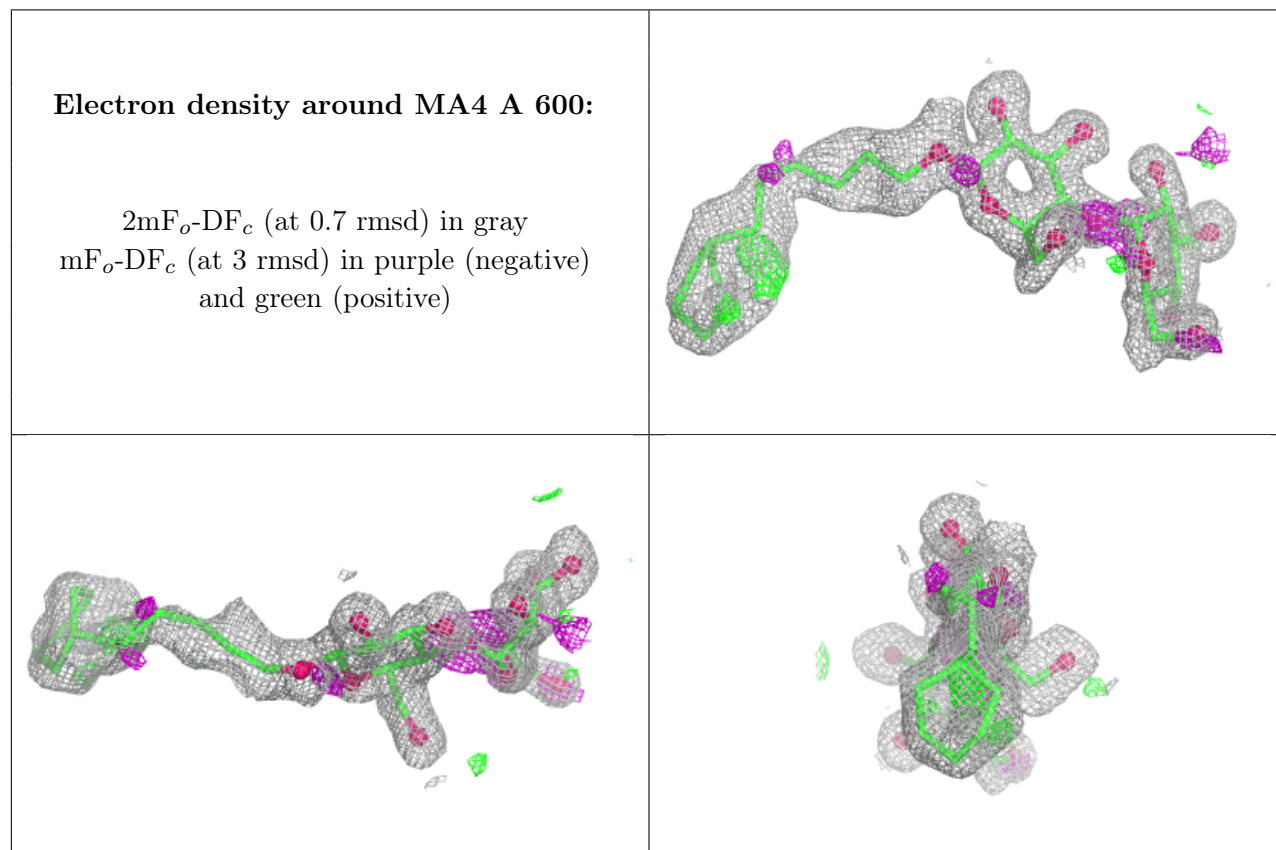 Electron density around MA4 A 600:
2mFo-DFc (at 0.7 rmsd) in gray
mFo-DFc (at 3 rmsd) in purple (negative)
and green (positive)